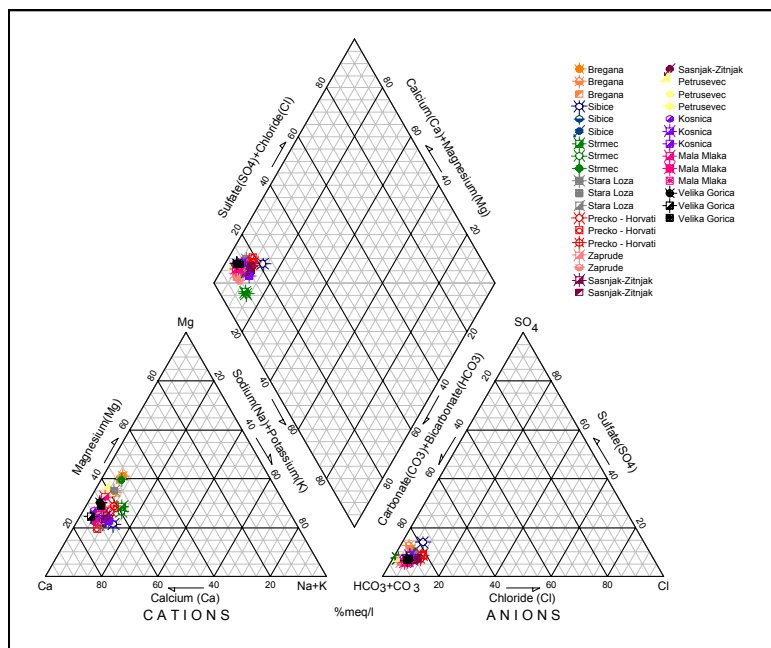 80
80
Sulfate(SO4)+Chloride(Cl)
Calcium(Ca)+Magnesium(Mg)
60
60
40
40
20
20
20
20
40
40
60
60
80
80
Sodium(Na)+Potassium(K)
Carbonate(CO3)+Bicarbonate(HCO3)
Bregana
Bregana
Bregana
Sibice
Sibice
Sibice
Strmec
Strmec
Strmec
Stara Loza
Stara Loza
Stara Loza
Precko - Horvati
Precko - Horvati
Precko - Horvati
Zaprude
Zaprude
Sasnjak-Zitnjak
Sasnjak-Zitnjak
Sasnjak-Zitnjak
Petrusevec
Petrusevec
Petrusevec
Kosnica
Kosnica
Kosnica
Mala Mlaka
Mala Mlaka
Mala Mlaka
Velika Gorica
Velika Gorica
Velika Gorica
Mg
80
20
Magnesium(Mg)
60
40
40
60
20
80
Ca
80
60
40
20
Na+K
Calcium (Ca)
CATIONS
%meq/l
SO4
20
80
40
60
Sulfate(SO4)
60
40
80
20
HCO3+CO3
20
40
60
80
Cl
Chloride (Cl)
ANIONS